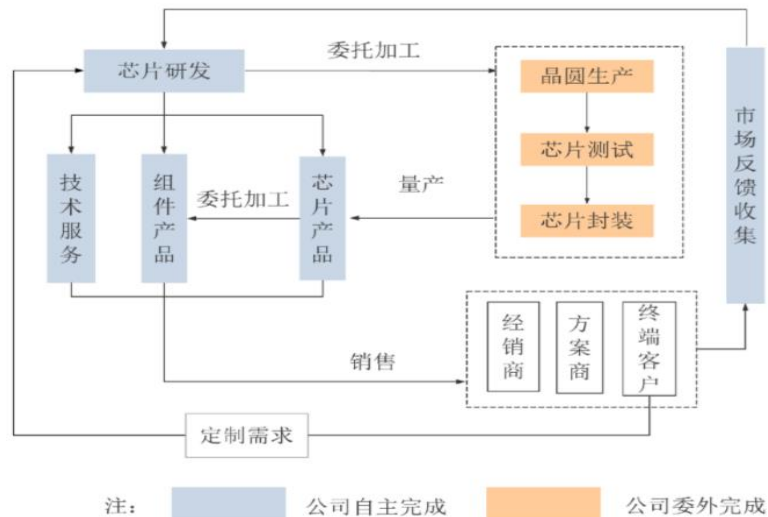 委托加工
芯片研发
晶圆生产
芯片测试
芯片封装
市场反馈收集
技术服务
组件产品
委托加工
芯片产品
量产
经销商
方案商
终端客户
销售
定制需求
注：
公司自主完成
公司委外完成